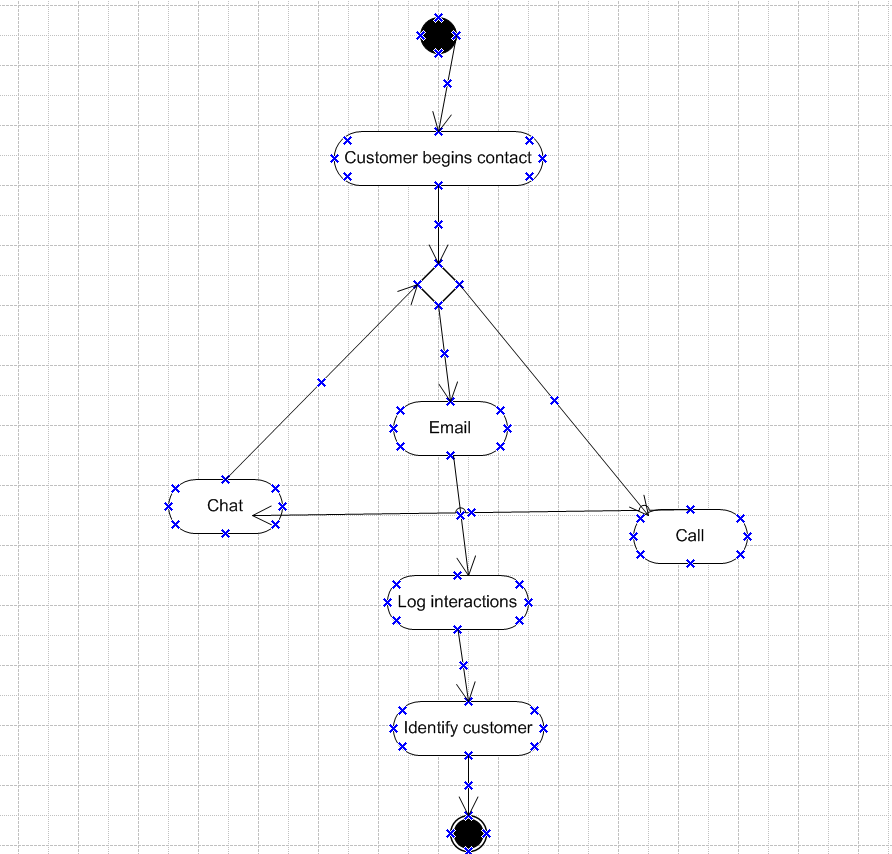 Customer begins contact
Email
Chat
Call
Log interactions
Identify customer